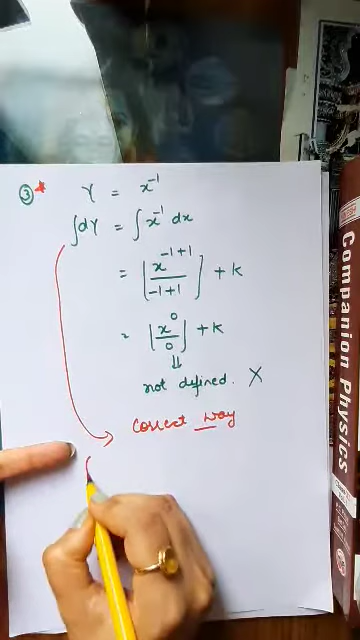 ③ * Y = x⁻¹
∫dY = ∫x⁻¹ dx
= [x⁻¹⁺¹ / -1+1] + k
= [x⁰ / 0] + k
⇓
not defined. X
Correct Way
Companion Physics